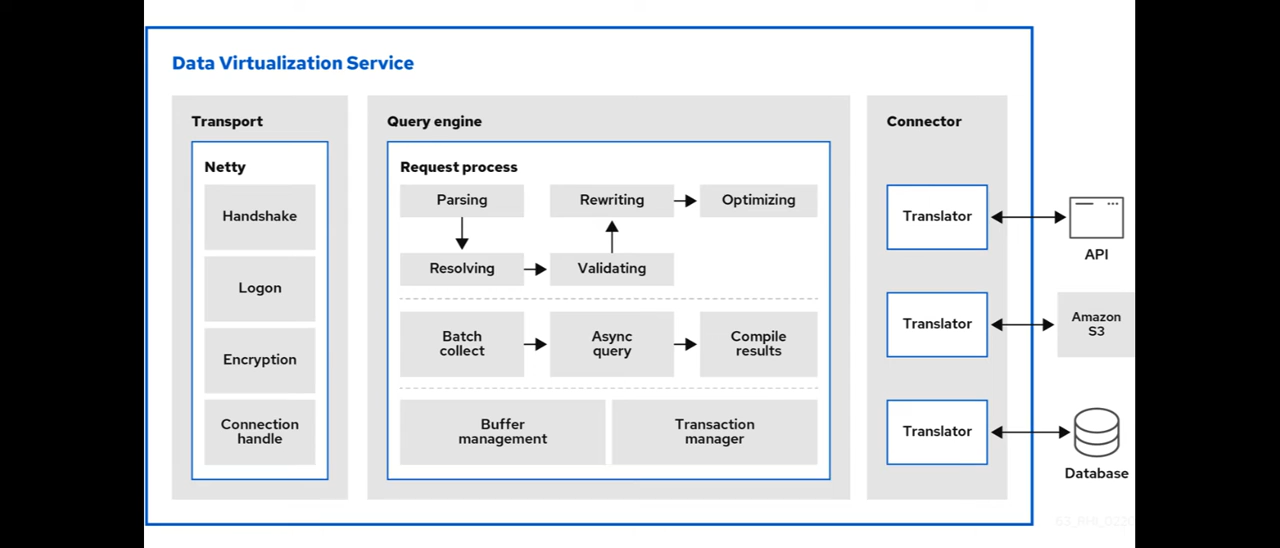 Data Virtualization Service
Transport
Netty
Handshake
Logon
Encryption
Connection
handle
Query engine
Request process
Parsing
Rewriting
Optimizing
Resolving
Validating
Batch
collect
Async
query
Compile
results
Buffer
management
Transaction
manager
Connector
Translator
Translator
Translator
API
Amazon
S3
Database